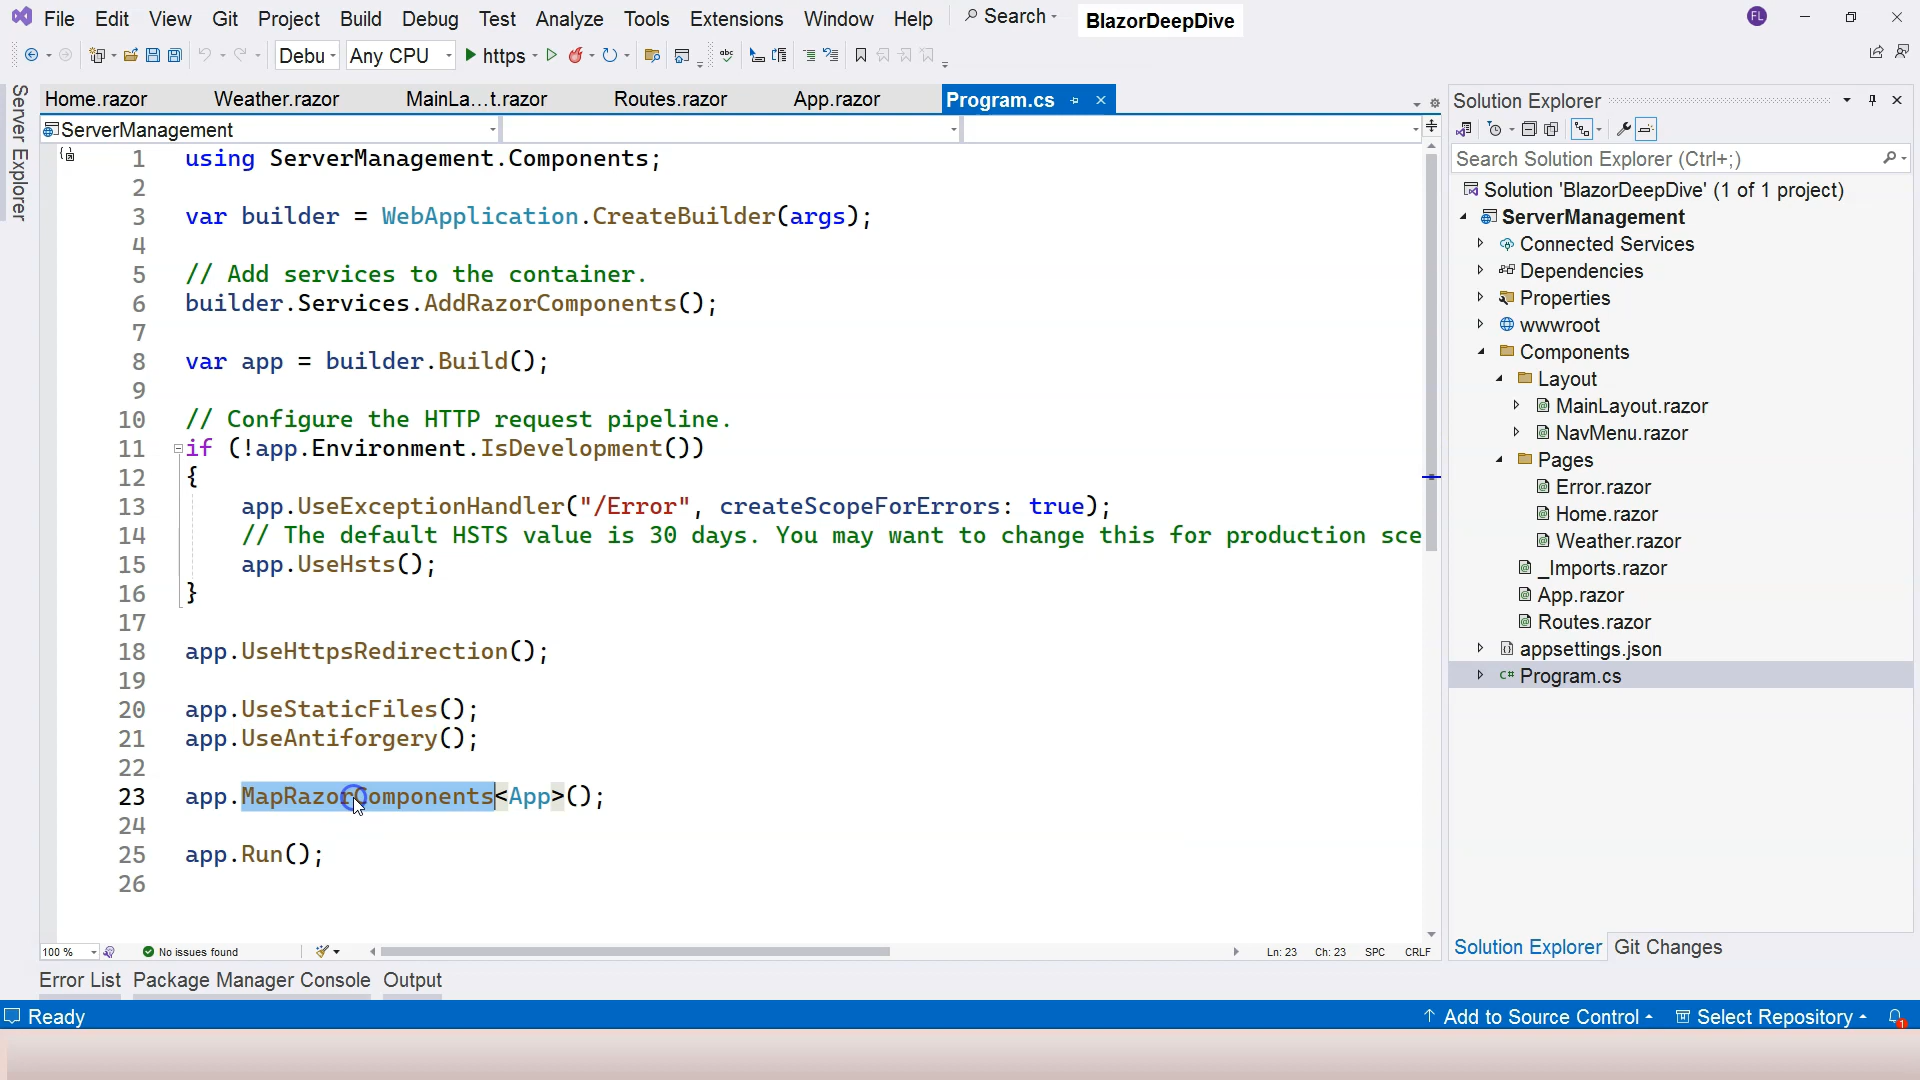 File Edit View Git Project Build Debug Test Analyze Tools Extensions Window Help Search BlazorDeepDive FL
Debu Any CPU https abc
Server Explorer
Home.razor Weather.razor MainLa...t.razor Routes.razor App.razor Program.cs
ServerManagement
1 using ServerManagement.Components;
2
3 var builder = WebApplication.CreateBuilder(args);
4
5 // Add services to the container.
6 builder.Services.AddRazorComponents();
7
8 var app = builder.Build();
9
10 // Configure the HTTP request pipeline.
11 if (!app.Environment.IsDevelopment())
12 {
13 app.UseExceptionHandler("/Error", createScopeForErrors: true);
14 // The default HSTS value is 30 days. You may want to change this for production sce
15 app.UseHsts();
16 }
17
18 app.UseHttpsRedirection();
19
20 app.UseStaticFiles();
21 app.UseAntiforgery();
22
23 app.MapRazorComponents<App>();
24
25 app.Run();
26
100 % No issues found Ln: 23 Ch: 23 SPC CRLF
Error List Package Manager Console Output
Solution Explorer
Search Solution Explorer (Ctrl+;)
Solution 'BlazorDeepDive' (1 of 1 project)
ServerManagement
Connected Services
Dependencies
Properties
wwwroot
Components
Layout
MainLayout.razor
NavMenu.razor
Pages
Error.razor
Home.razor
Weather.razor
_Imports.razor
App.razor
Routes.razor
appsettings.json
C# Program.cs
Solution Explorer Git Changes
Ready Add to Source Control Select Repository 1